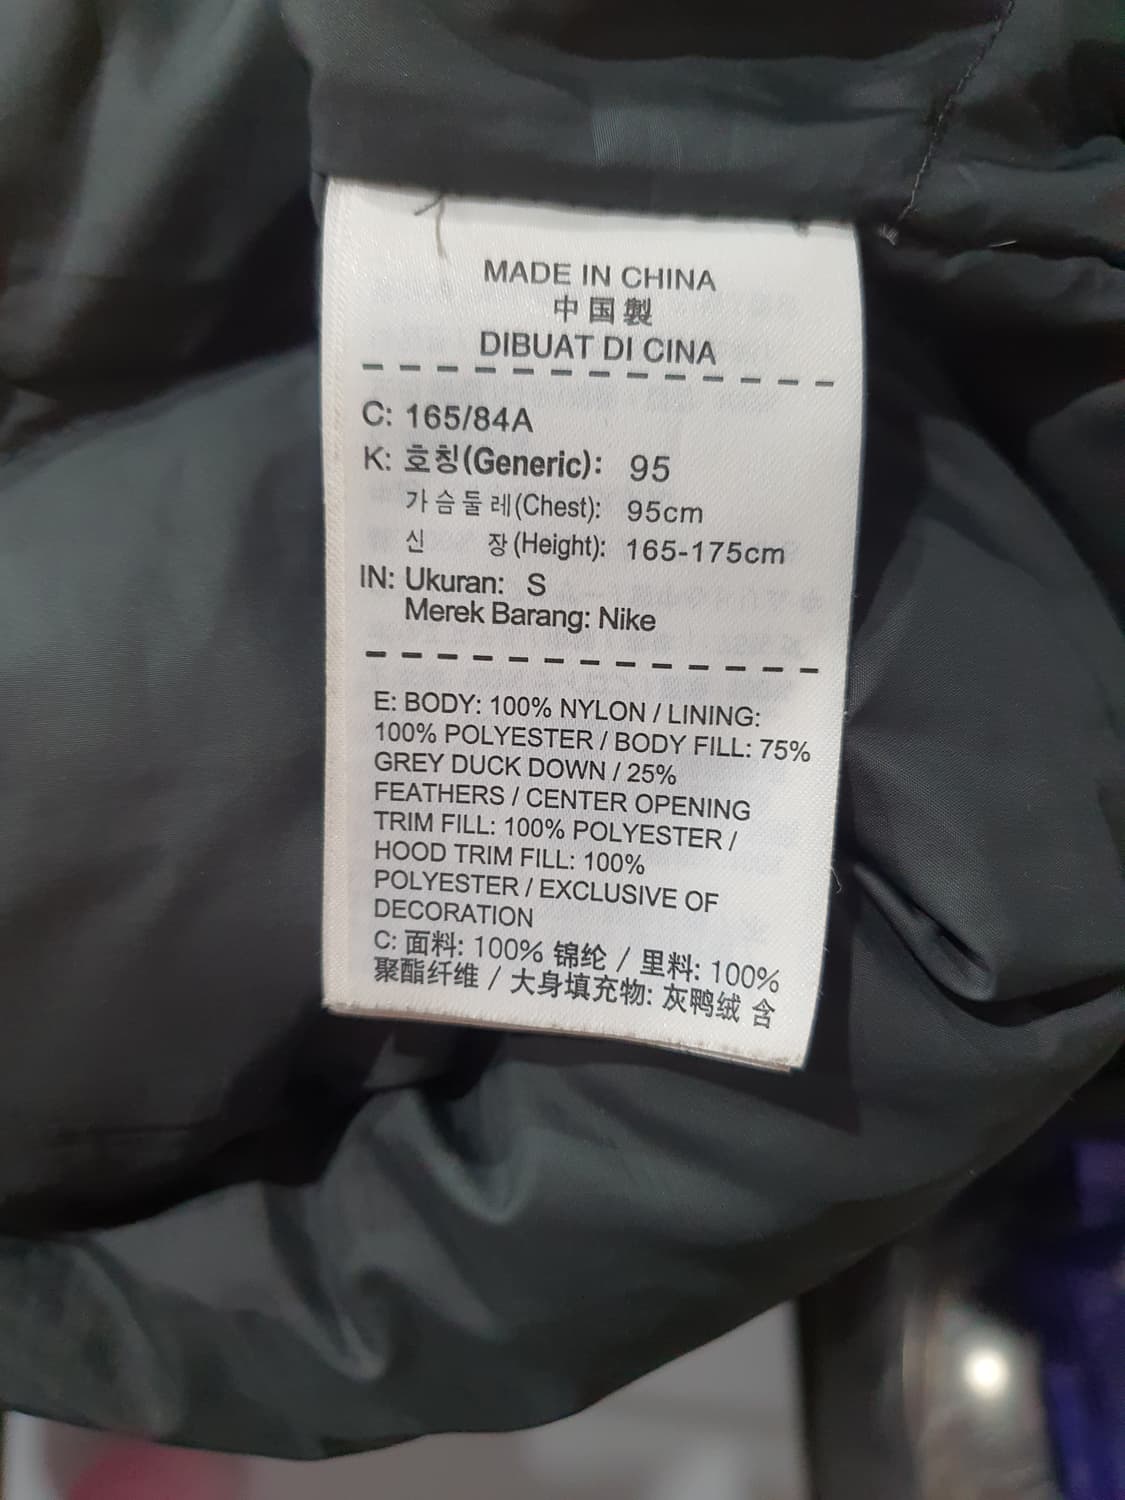 MADE IN CHINA
中国製
DIBUAT DI CINA
C: 165/84A
K: 호칭(Generic): 95
가슴둘레(Chest): 95cm
신 장(Height): 165-175cm
IN: Ukuran: S
Merek Barang: Nike
E: BODY: 100% NYLON / LINING:
100% POLYESTER / BODY FILL: 75%
GREY DUCK DOWN / 25%
FEATHERS / CENTER OPENING
TRIM FILL: 100% POLYESTER /
HOOD TRIM FILL: 100%
POLYESTER / EXCLUSIVE OF
DECORATION
C: 面料: 100% 锦纶 / 里料: 100%
聚酯纤维 / 大身填充物: 灰鸭绒 含